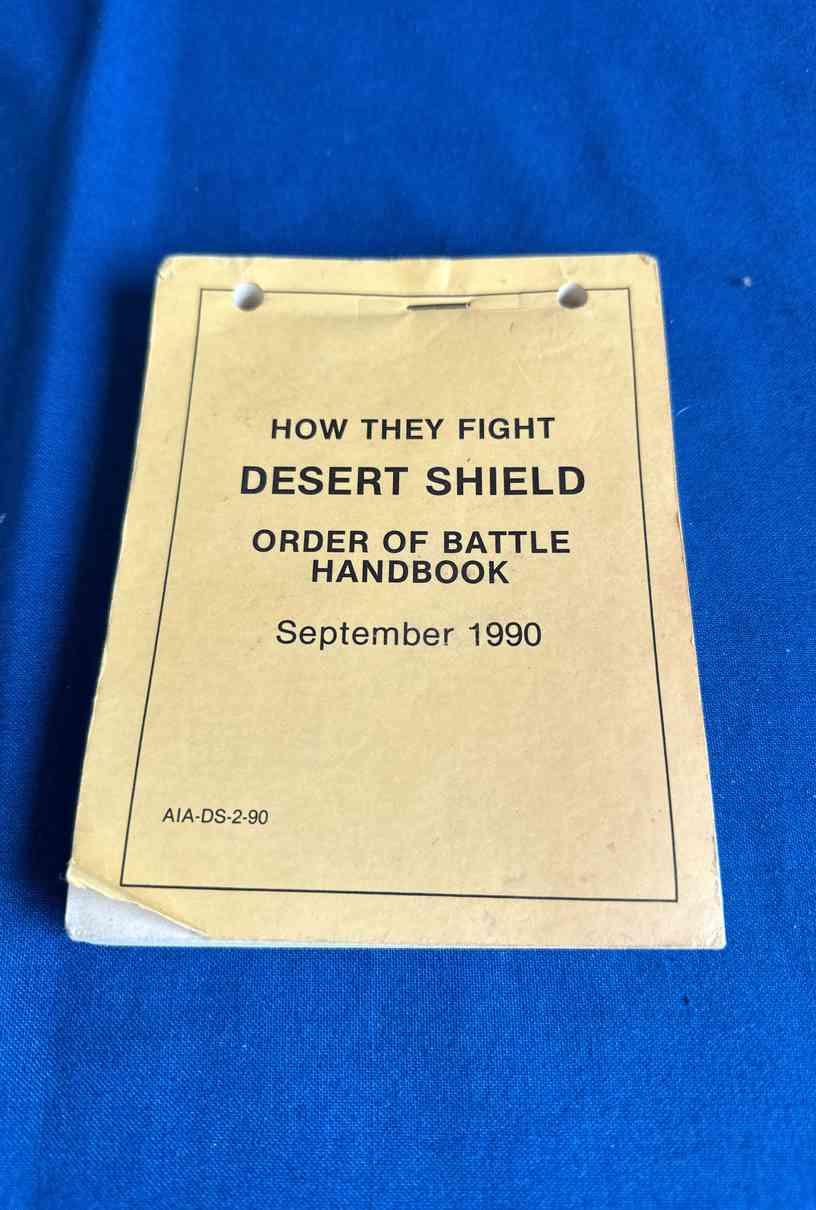 HOW THEY FIGHT
DESERT SHIELD
ORDER OF BATTLE
HANDBOOK
September 1990
AIA-DS-2-90